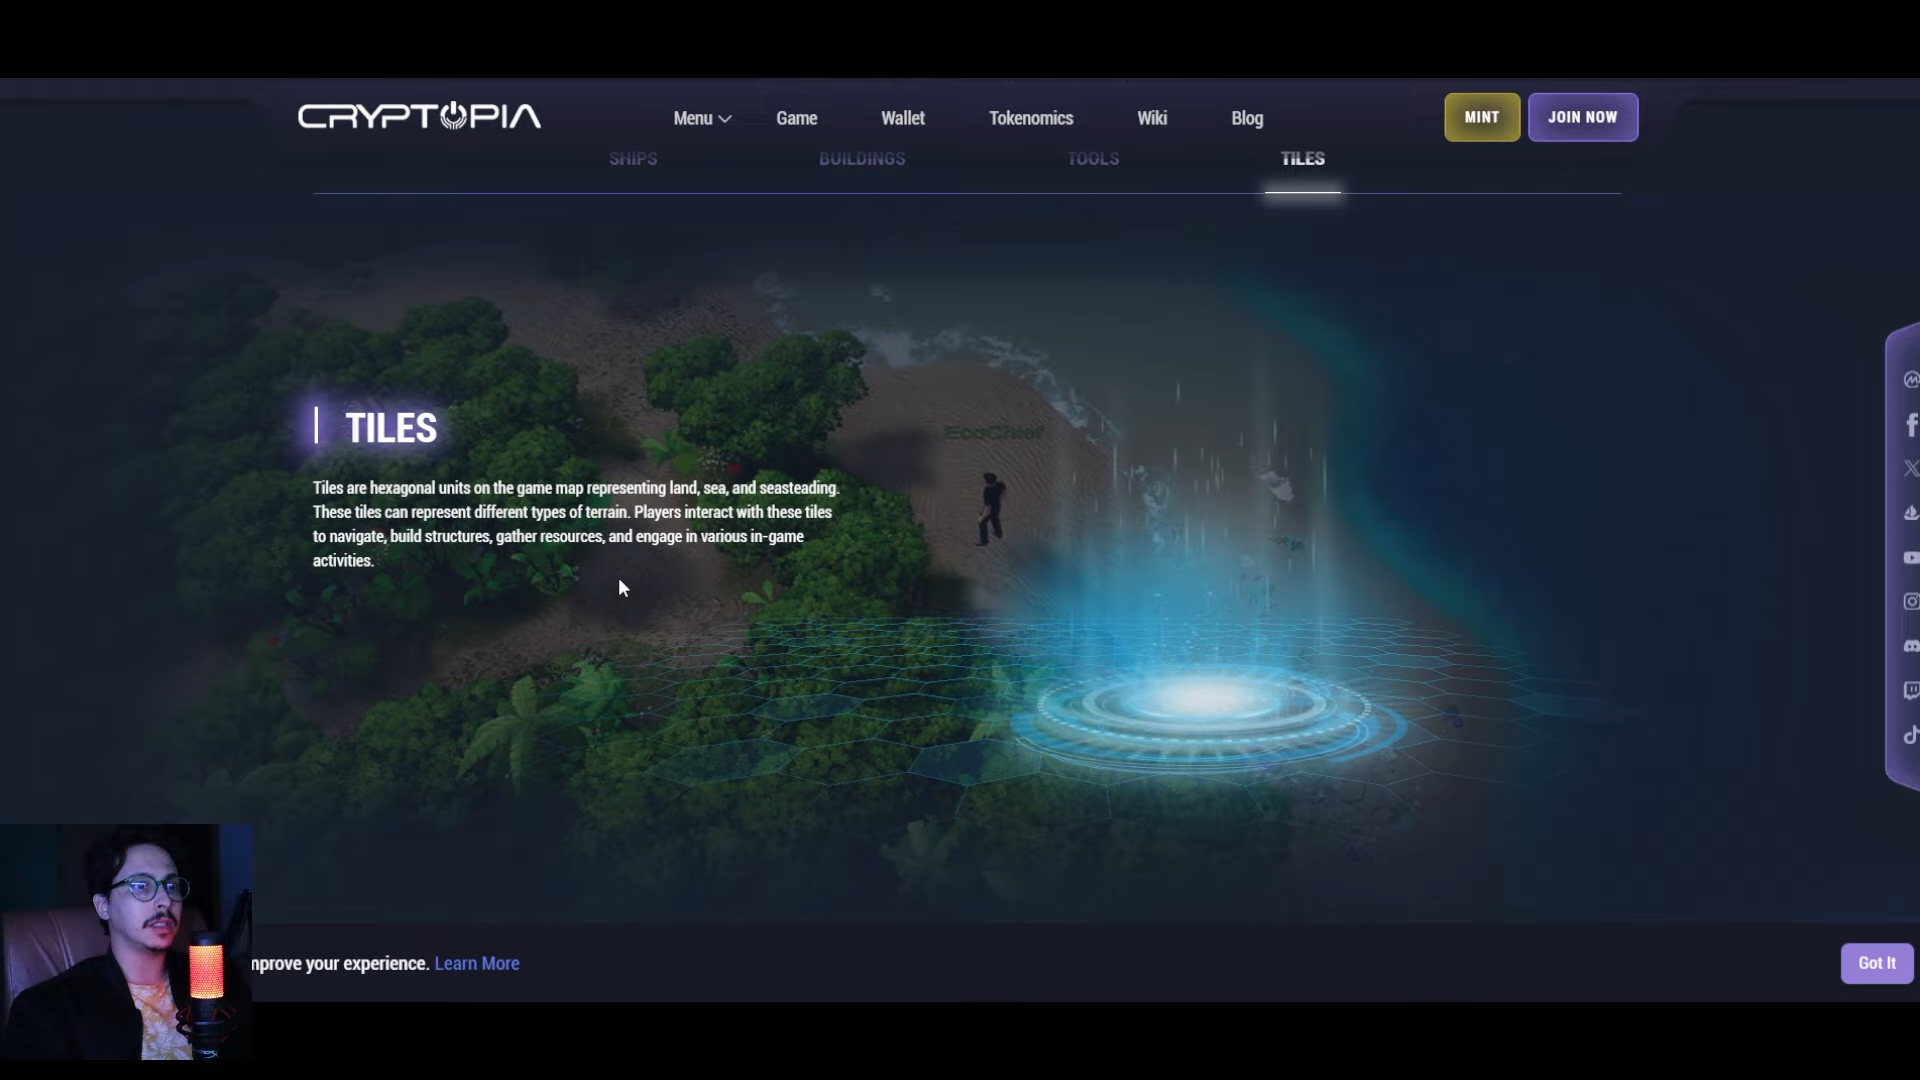 CRYPTOPIA
Menu
Game
Wallet
Tokenomics
Wiki
Blog
MINT
JOIN NOW
SHIPS
BUILDINGS
TOOLS
TILES
EcoChief
TILES
Tiles are hexagonal units on the game map representing land, sea, and seasteading.
These tiles can represent different types of terrain. Players interact with these tiles
to navigate, build structures, gather resources, and engage in various in-game
activities.
mprove your experience. Learn More
Got It